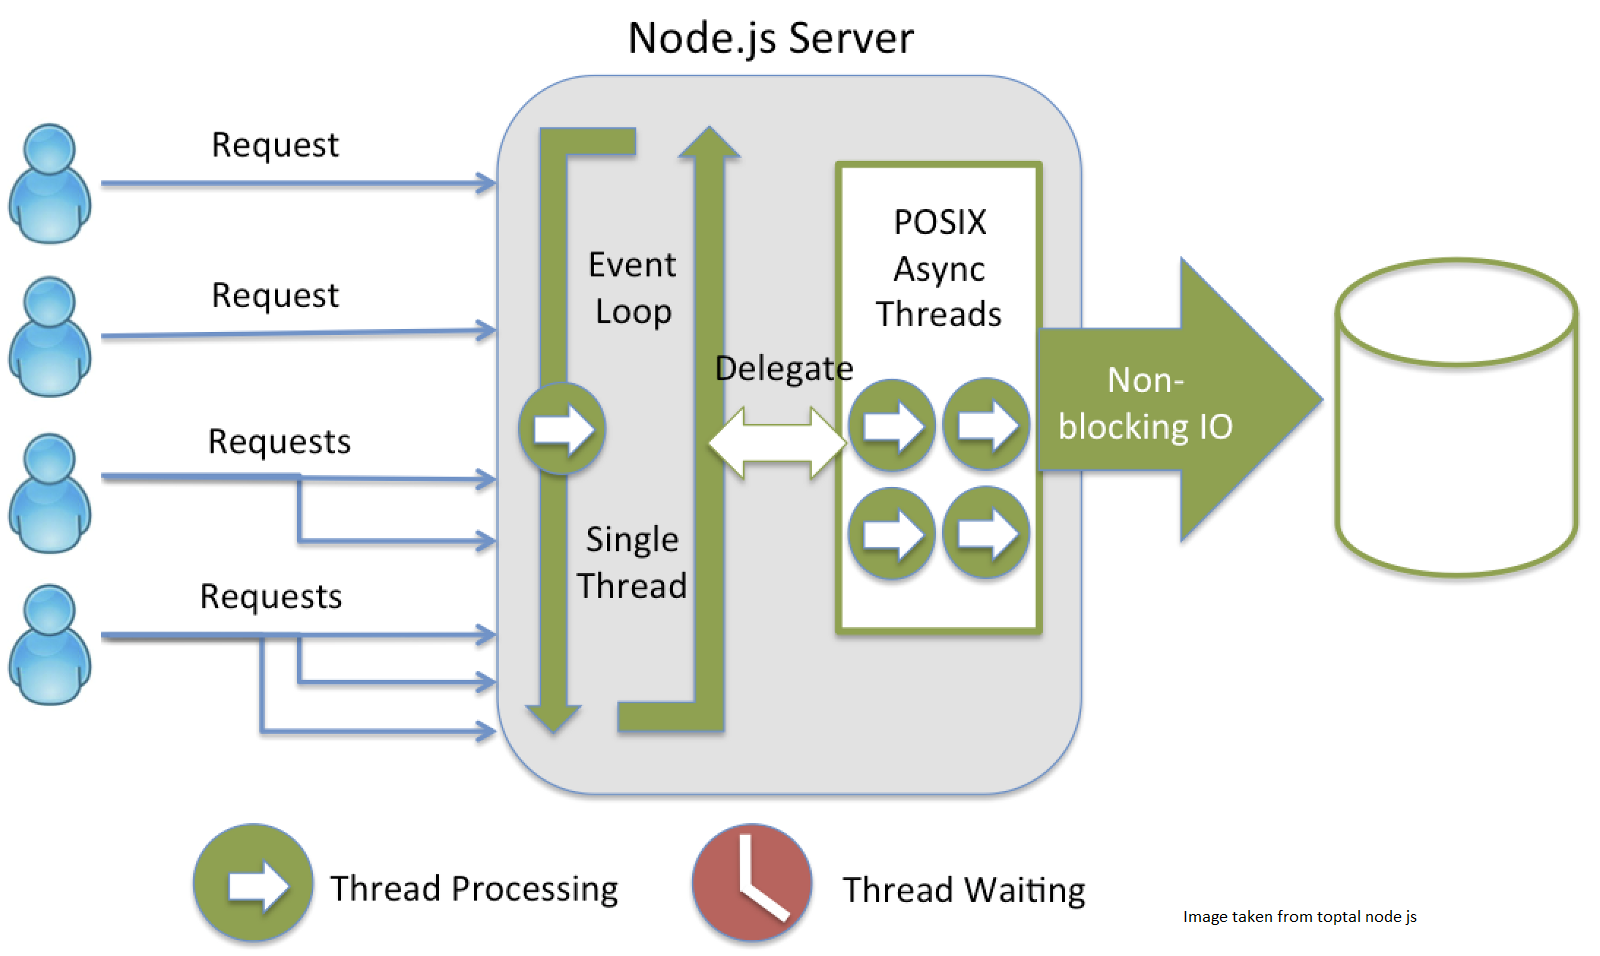 Node.js Server
Request
Request
Requests
Requests
Event
Loop
Single
Thread
Delegate
POSIX
Async
Threads
Non-
blocking IO
Thread Processing
Thread Waiting
Image taken from toptal node js